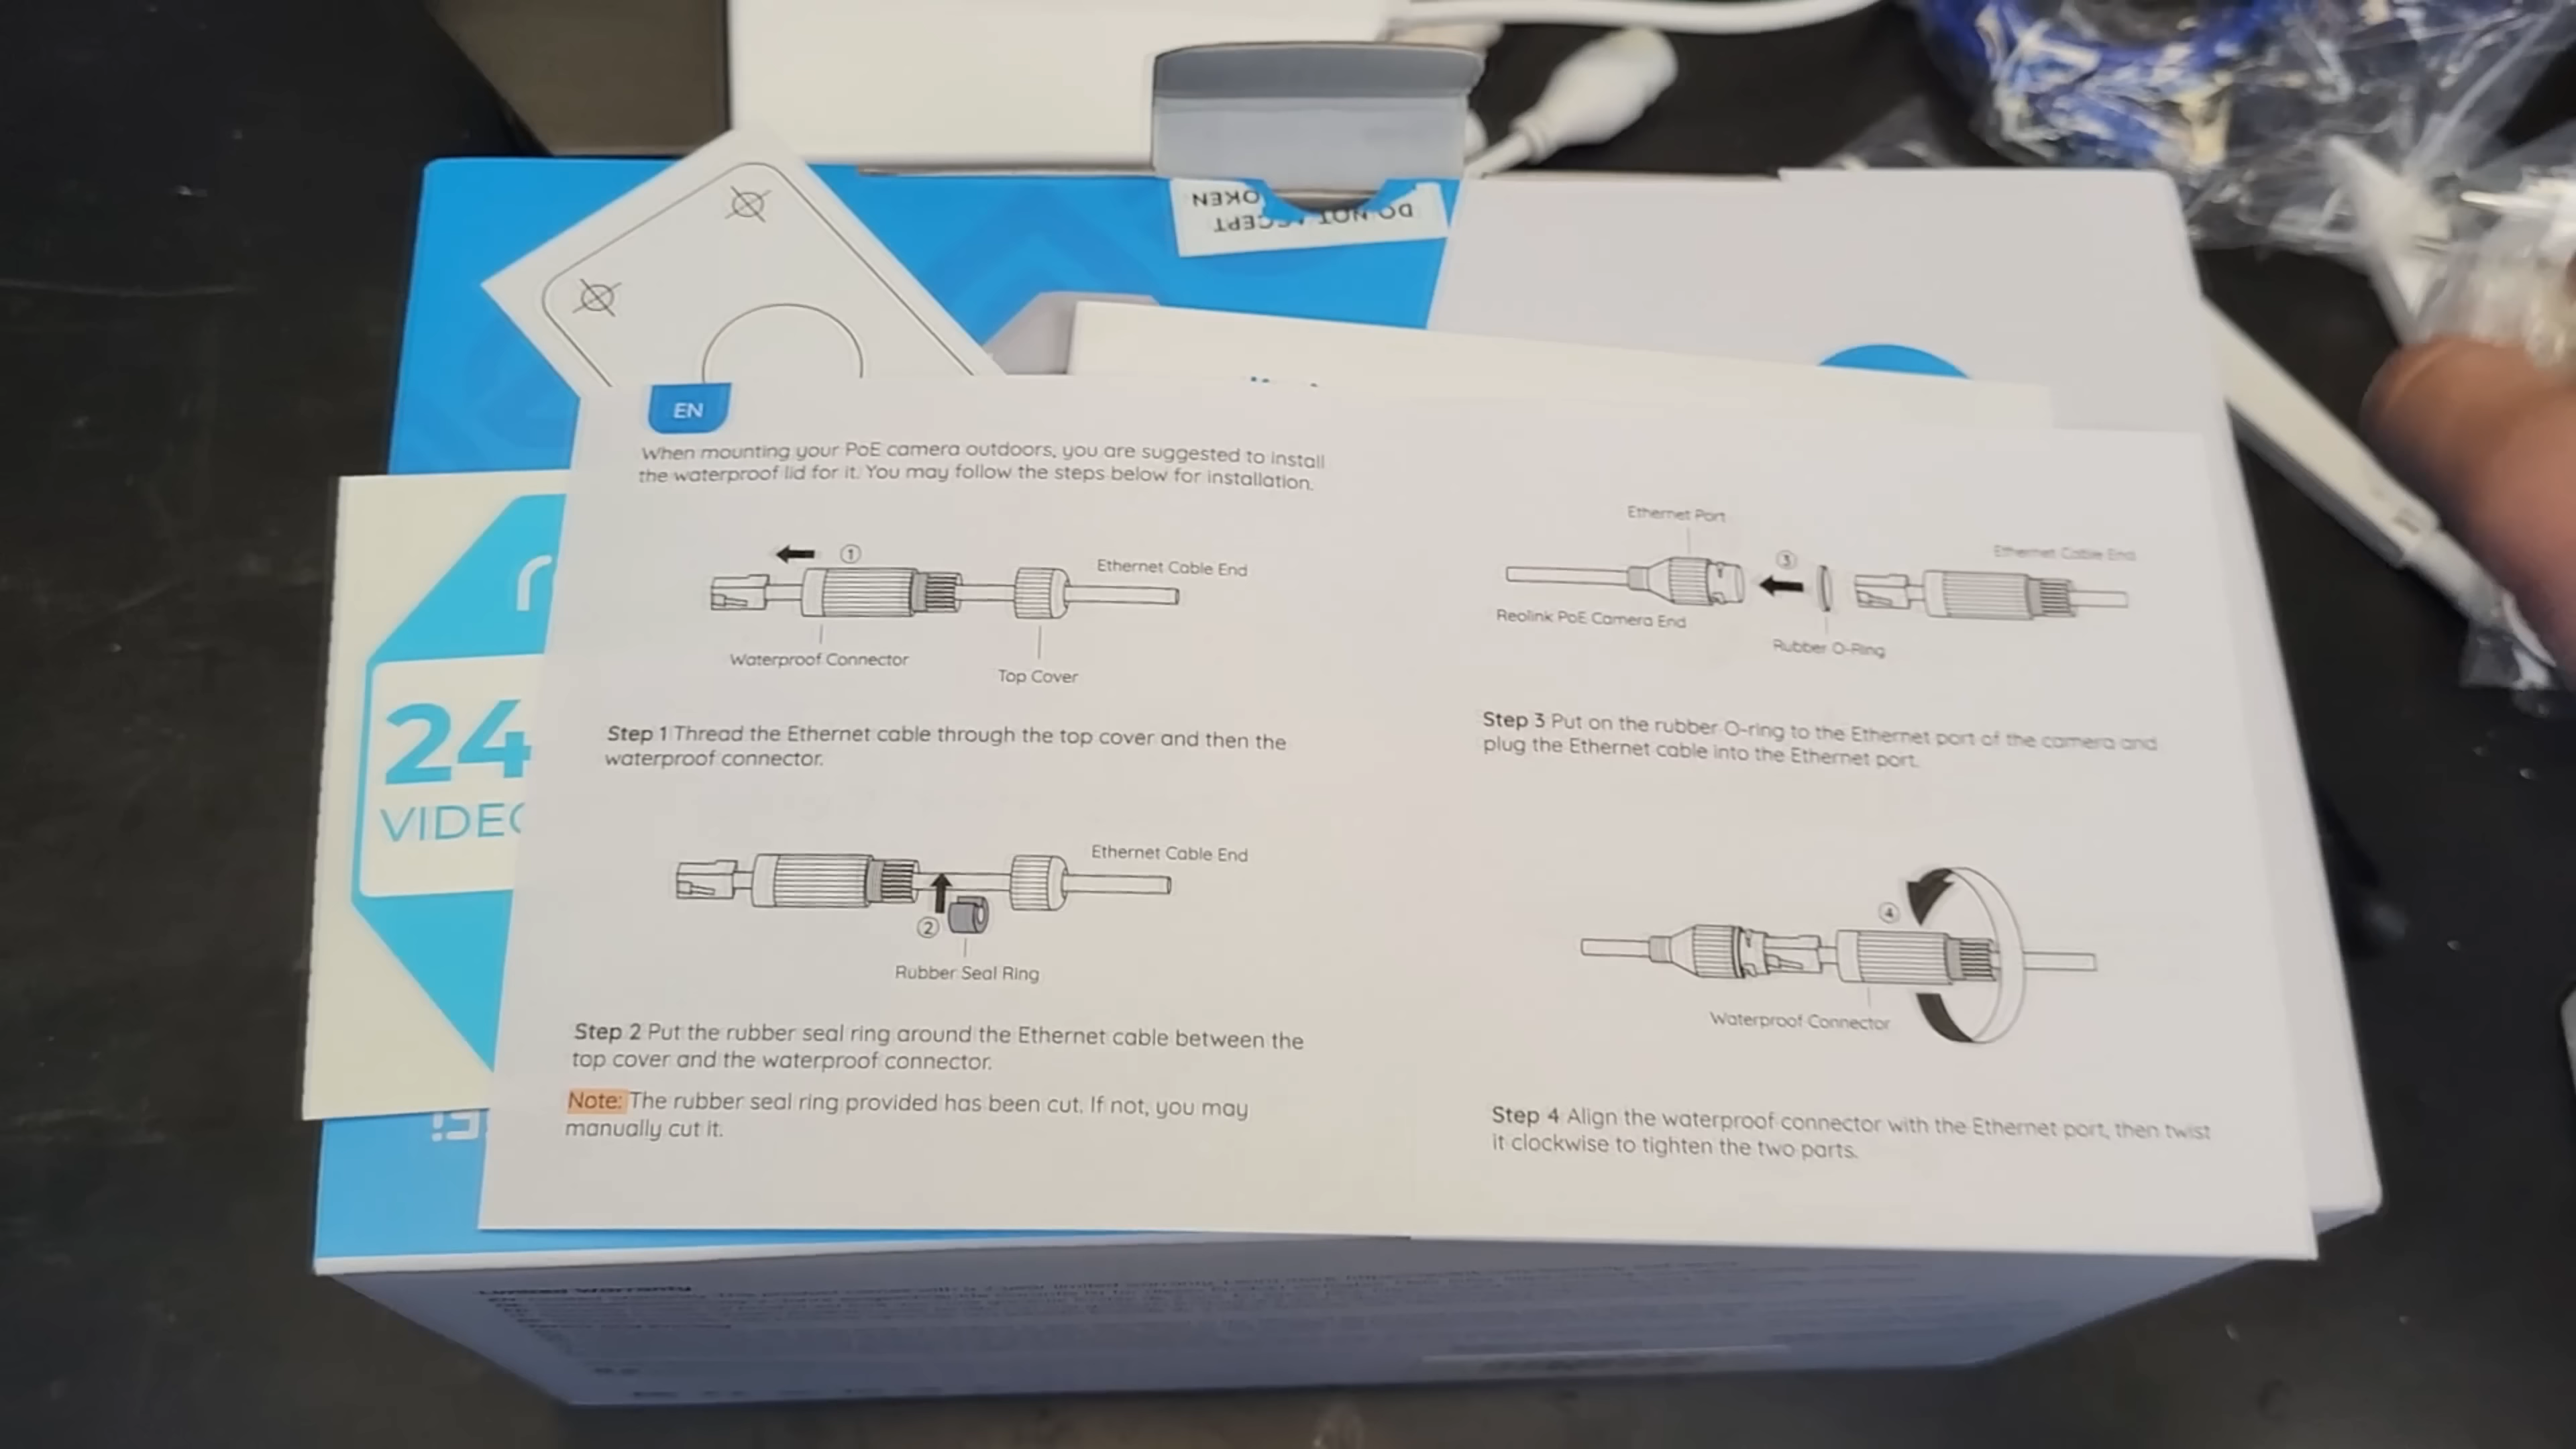 DO NOT ACCEPT
OKEN
EN
When mounting your PoE camera outdoors, you are suggested to install
the waterproof lid for it. You may follow the steps below for installation.
1
Ethernet Cable End
Waterproof Connector
Top Cover
Step 1 Thread the Ethernet cable through the top cover and then the
waterproof connector.
Ethernet Cable End
2
Rubber Seal Ring
Step 2 Put the rubber seal ring around the Ethernet cable between the
top cover and the waterproof connector.
Note: The rubber seal ring provided has been cut. If not, you may
manually cut it.
Ethernet Port
3
Ethernet Cable End
Reolink PoE Camera End
Rubber O-Ring
Step 3 Put on the rubber O-ring to the Ethernet port of the camera and
plug the Ethernet cable into the Ethernet port.
4
Waterproof Connector
Step 4 Align the waterproof connector with the Ethernet port, then twist
it clockwise to tighten the two parts.
24
VIDEO
Limited Warranty